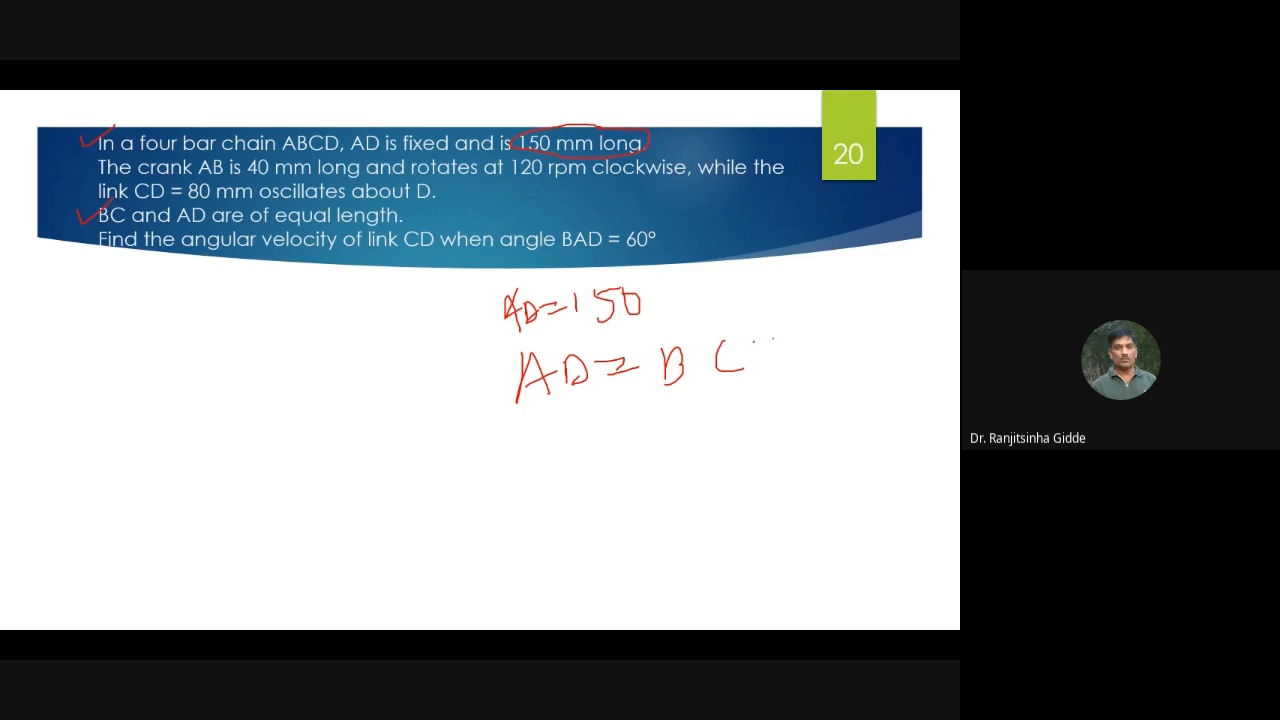 In a four bar chain ABCD, AD is fixed and is 150 mm long.
The crank AB is 40 mm long and rotates at 120 rpm clockwise, while the
link CD = 80 mm oscillates about D.
BC and AD are of equal length.
Find the angular velocity of link CD when angle BAD = 60°
20
AD=150
AD=BC
Dr. Ranjitsinha Gidde